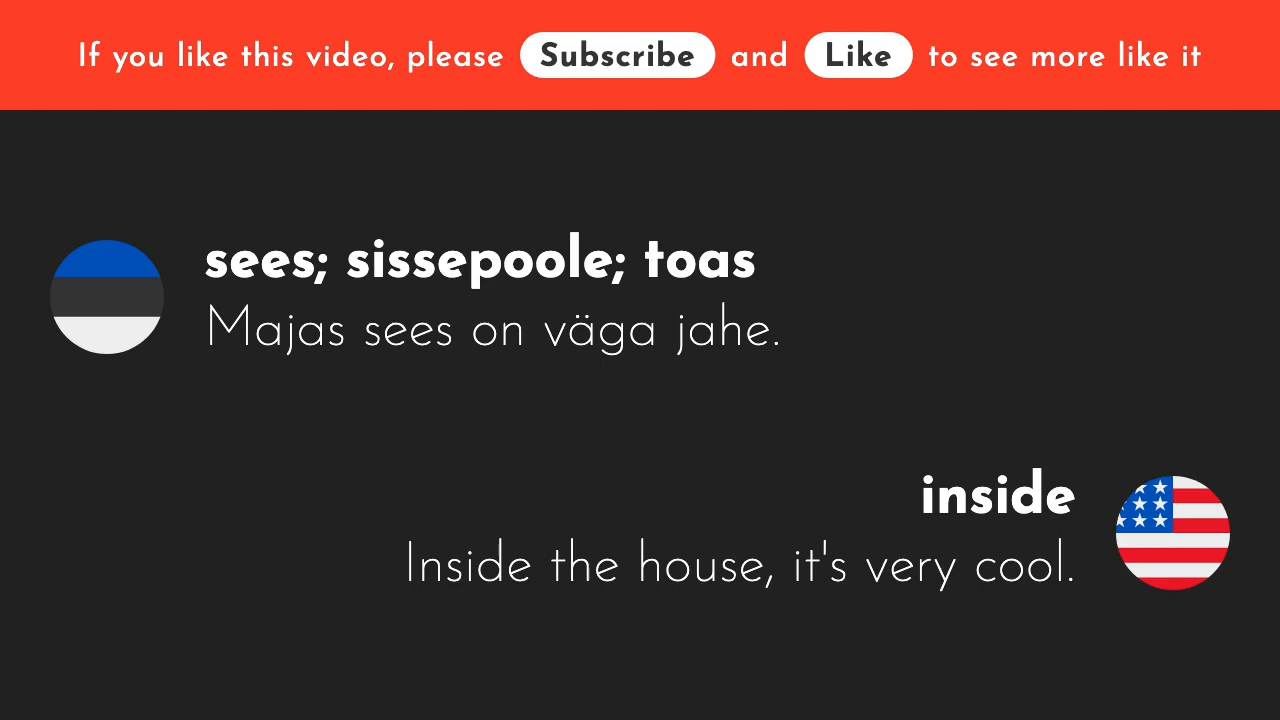 If you like this video, please Subscribe and Like to see more like it
sees; sissepoole; toas
Majas sees on väga jahe.
inside
Inside the house, it's very cool.